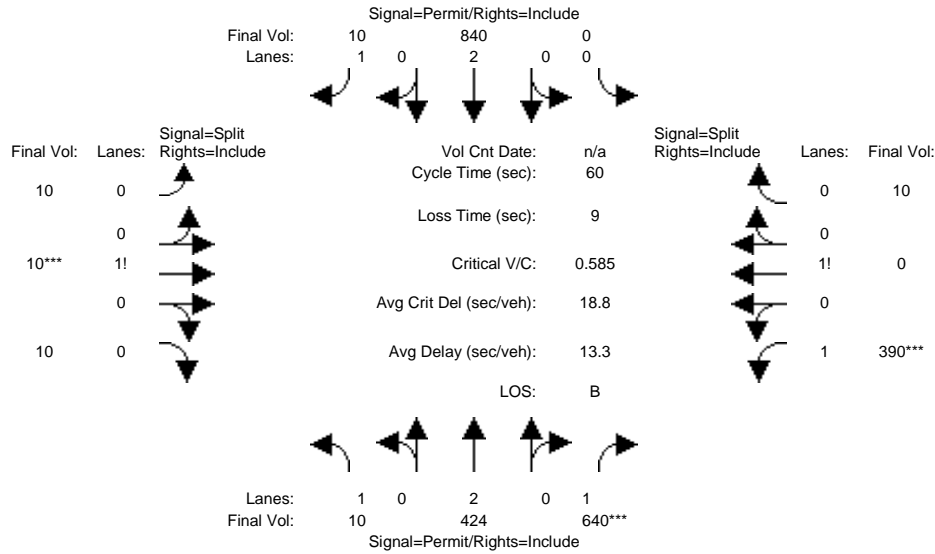 Signal=Permit/Rights=Include
Final Vol: 10 840 0
Lanes: 1 0 2 0 0
Signal=Split
Final Vol: Lanes: Rights=Include
Vol Cnt Date: n/a
Signal=Split
Rights=Include Lanes: Final Vol:
Cycle Time (sec): 60
10 0
0 10
Loss Time (sec): 9
0
0
10*** 1!
Critical V/C: 0.585
1! 0
0
Avg Crit Del (sec/veh): 18.8
0
10 0
Avg Delay (sec/veh): 13.3
1 390***
LOS: B
Lanes: 1 0 2 0 1
Final Vol: 10 424 640***
Signal=Permit/Rights=Include